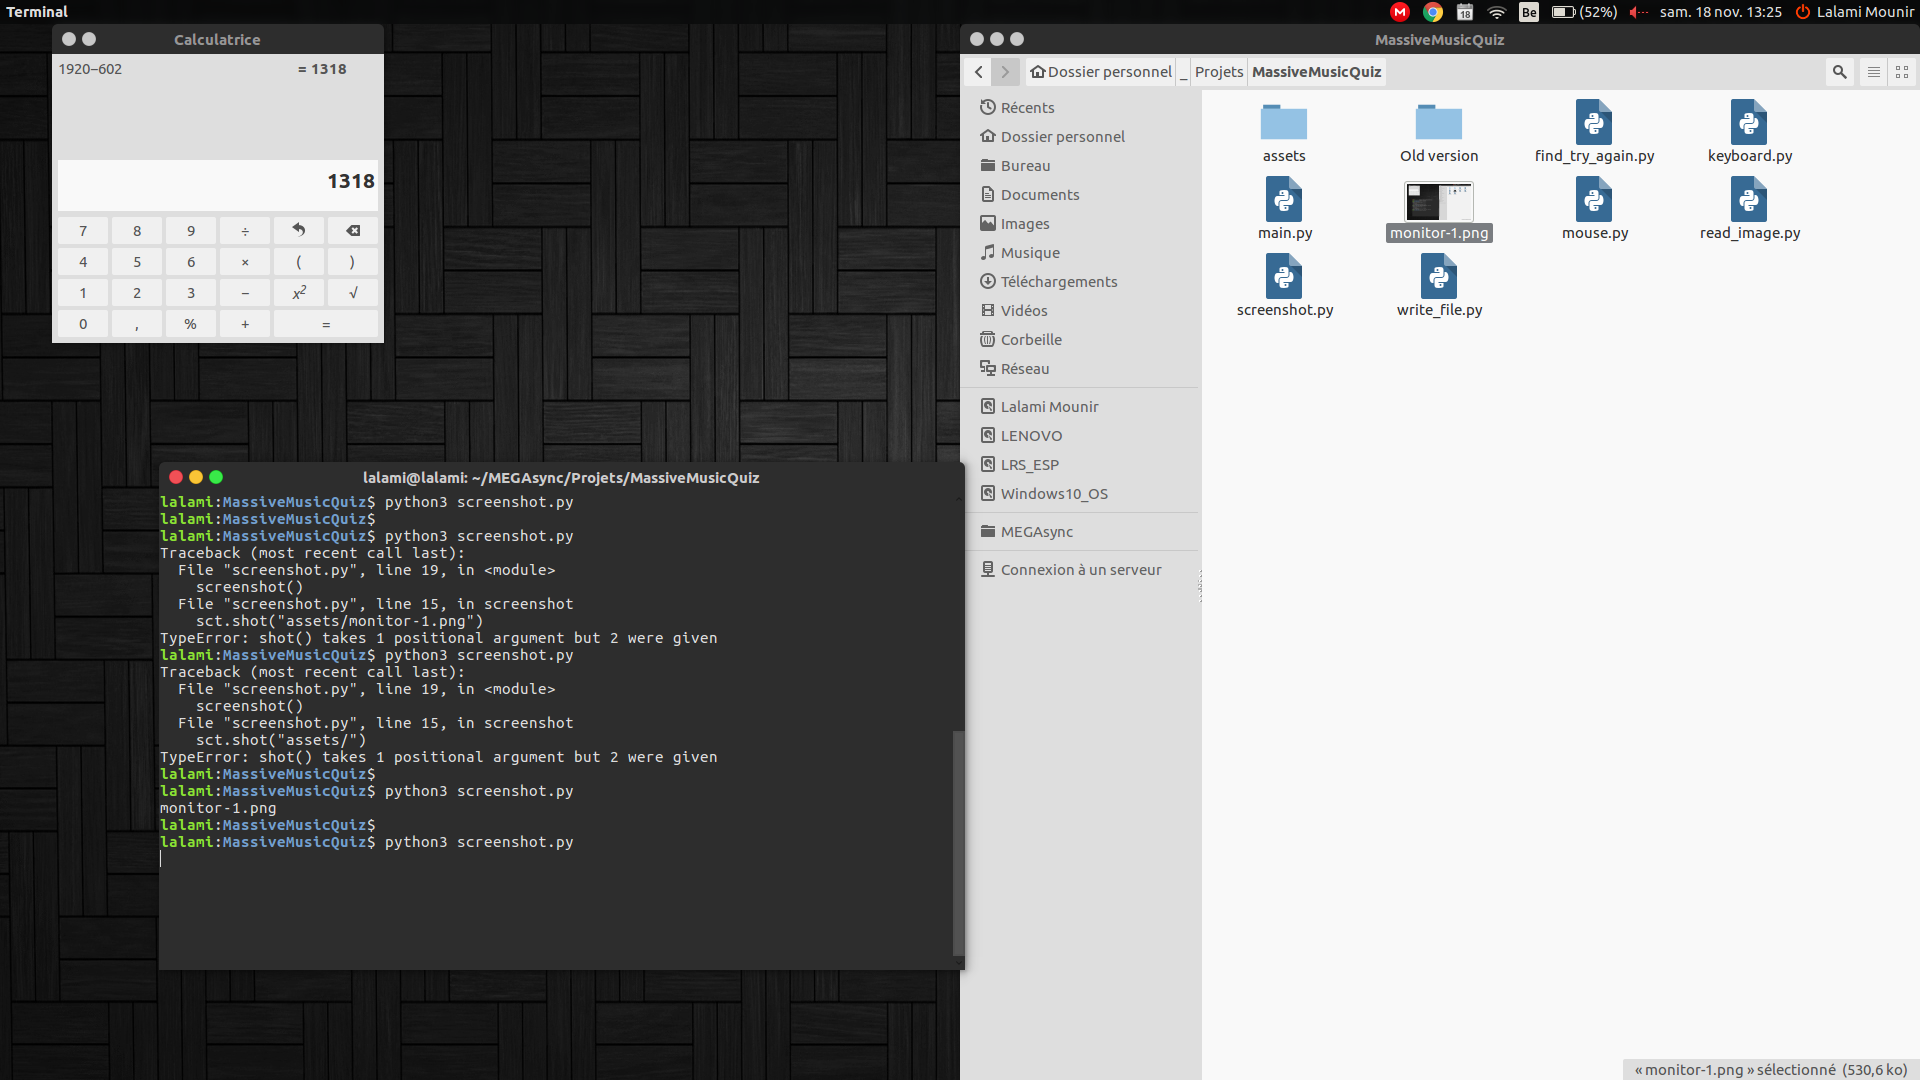 Terminal
Be (52%) sam. 18 nov. 13:25 Lalami Mounir
18
Calculatrice
1920−602 = 1318
1318
7 8 9 ÷
4 5 6 × ( )
1 2 3 − x² √
0 , % + =
MassiveMusicQuiz
Dossier personnel _ Projets MassiveMusicQuiz
Récents
Dossier personnel
Bureau
Documents
Images
Musique
Téléchargements
Vidéos
Corbeille
Réseau
Lalami Mounir
LENOVO
LRS_ESP
Windows10_OS
MEGAsync
Connexion à un serveur
assets Old version find_try_again.py keyboard.py
main.py monitor-1.png mouse.py read_image.py
screenshot.py write_file.py
lalami@lalami: ~/MEGAsync/Projets/MassiveMusicQuiz
lalami:MassiveMusicQuiz$ python3 screenshot.py
lalami:MassiveMusicQuiz$
lalami:MassiveMusicQuiz$ python3 screenshot.py
Traceback (most recent call last):
  File "screenshot.py", line 19, in <module>
    screenshot()
  File "screenshot.py", line 15, in screenshot
    sct.shot("assets/monitor-1.png")
TypeError: shot() takes 1 positional argument but 2 were given
lalami:MassiveMusicQuiz$ python3 screenshot.py
Traceback (most recent call last):
  File "screenshot.py", line 19, in <module>
    screenshot()
  File "screenshot.py", line 15, in screenshot
    sct.shot("assets/")
TypeError: shot() takes 1 positional argument but 2 were given
lalami:MassiveMusicQuiz$
lalami:MassiveMusicQuiz$ python3 screenshot.py
monitor-1.png
lalami:MassiveMusicQuiz$
lalami:MassiveMusicQuiz$ python3 screenshot.py
« monitor-1.png » sélectionné (530,6 ko)